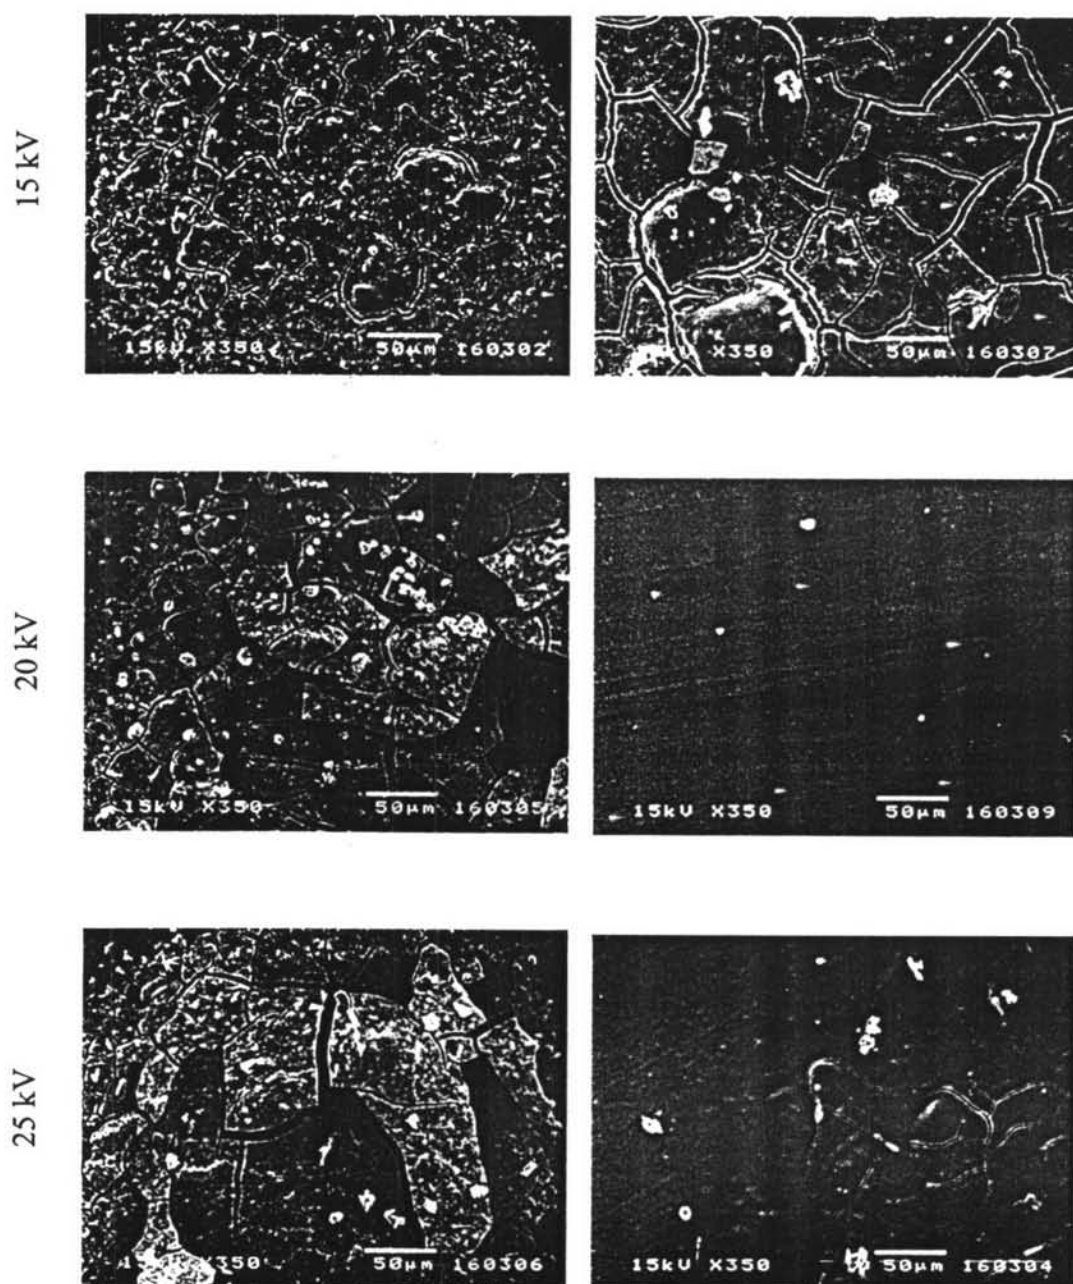 15 kV
15kV X350 50μm 160302
X350 50μm 160307
20 kV
15kV X350 50μm 160305
15kV X350 50μm 160309
25 kV
X350 50μm 160306
15kV X350 50μm 160304